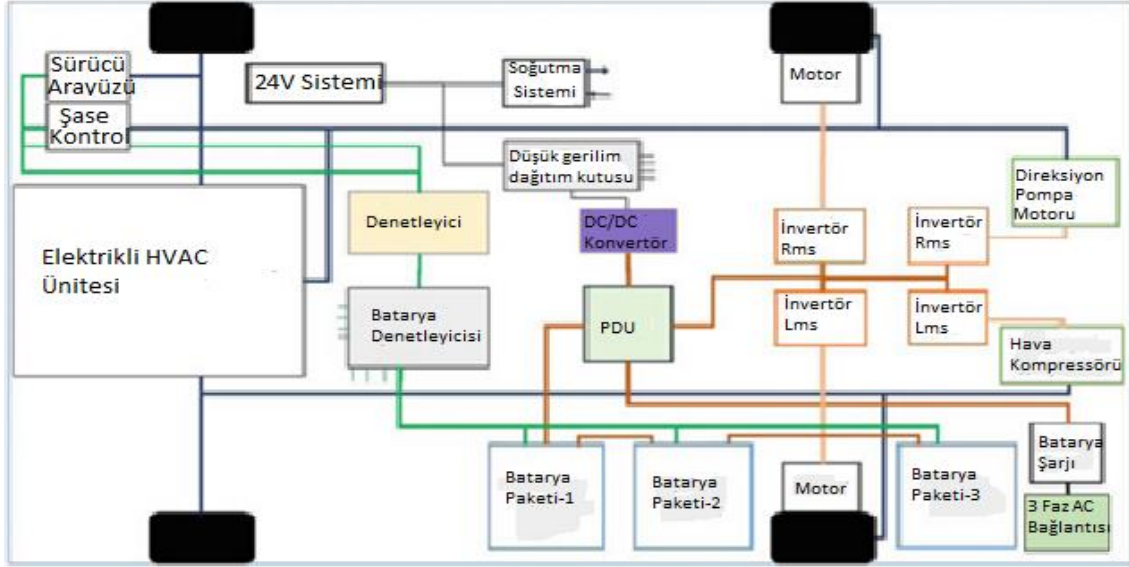 Sürücü
Arayüzü
Şase
Kontrol
24V Sistemi
Soğutma
Sistemi
Motor
Düşük gerilim
dağıtım kutusu
Direksiyon
Pompa
Motoru
Elektrikli HVAC
Ünitesi
Denetleyici
DC/DC
Konvertör
İnvertör
Rms
İnvertör
Rms
Batarya
Denetleyicisi
PDU
İnvertör
Lms
İnvertör
Lms
Hava
Kompressörü
Batarya
Paketi-1
Batarya
Paketi-2
Motor
Batarya
Paketi-3
Batarya
Şarjı
3 Faz AC
Bağlantısı